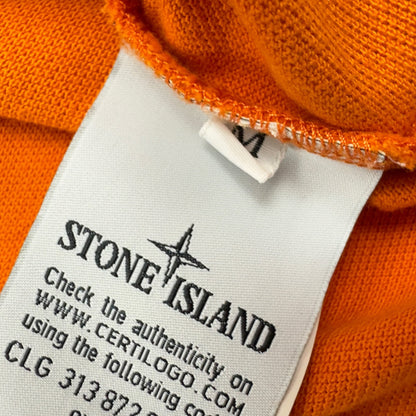 M
STONE ISLAND
Check the authenticity on
WWW.CERTILOGO.COM
using the following code
CLG 313 872